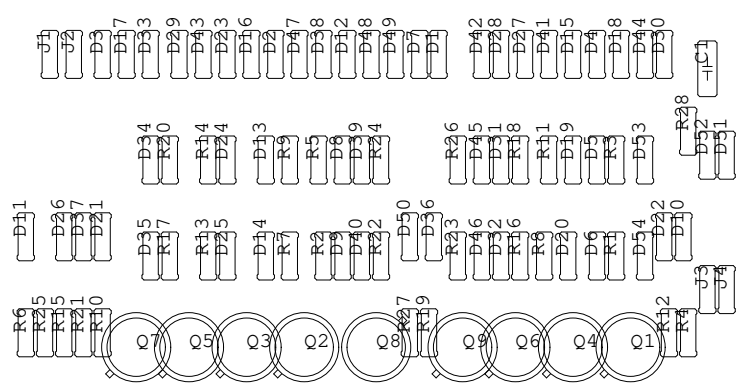 J1 J2 D3 D17 D33 D29 D43 D23 D16 D2 D47 D38 D12 D48 D49 D7 D1 D42 D28 D27 D41 D15 D4 D18 D44 D30 C1
R28
D34 R20 R14 D24 D13 R9 R5 D8 D39 R24 R26 D45 D31 R18 R11 D19 D5 R3 D53 D52 D51
D11 D26 D37 D21 D50 D36 D22 D10
D35 R17 R13 D25 D14 R7 R2 D9 D40 R22 R23 D46 D32 R16 R8 D20 D6 R1 D54
J3 J4
R6 R25 R15 R21 R10 R27 R19 R12 R4
Q7 Q5 Q3 Q2 Q8 Q9 Q6 Q4 Q1